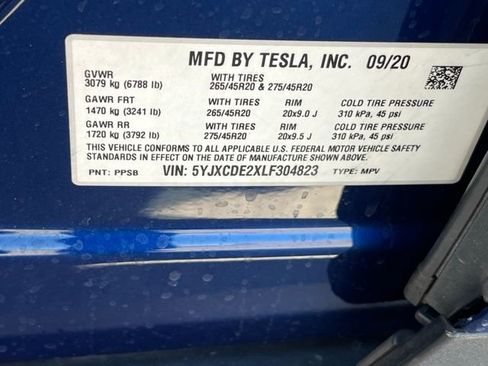 MFD BY TESLA, INC. 09/20
GVWR WITH TIRES
3079 kg (6788 lb) 265/45R20 & 275/45R20
GAWR FRT WITH TIRES RIM COLD TIRE PRESSURE
1470 kg (3241 lb) 265/45R20 20x9.0 J 310 kPa, 45 psi
GAWR RR WITH TIRES RIM COLD TIRE PRESSURE
1720 kg (3792 lb) 275/45R20 20x9.5 J 310 kPa, 45 psi
THIS VEHICLE CONFORMS TO ALL APPLICABLE U.S. FEDERAL MOTOR VEHICLE SAFETY
STANDARDS IN EFFECT ON THE DATE OF MANUFACTURE SHOWN ABOVE.
PNT: PPSB VIN: 5YJXCDE2XLF304823 TYPE: MPV